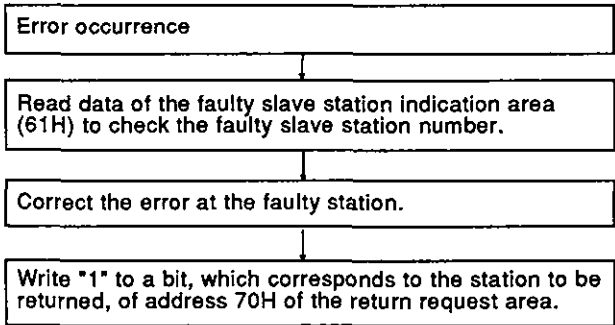 Error occurrence
Read data of the faulty slave station indication area
(61H) to check the faulty slave station number.
Correct the error at the faulty station.
Write "1" to a bit, which corresponds to the station to be
returned, of address 70H of the return request area.